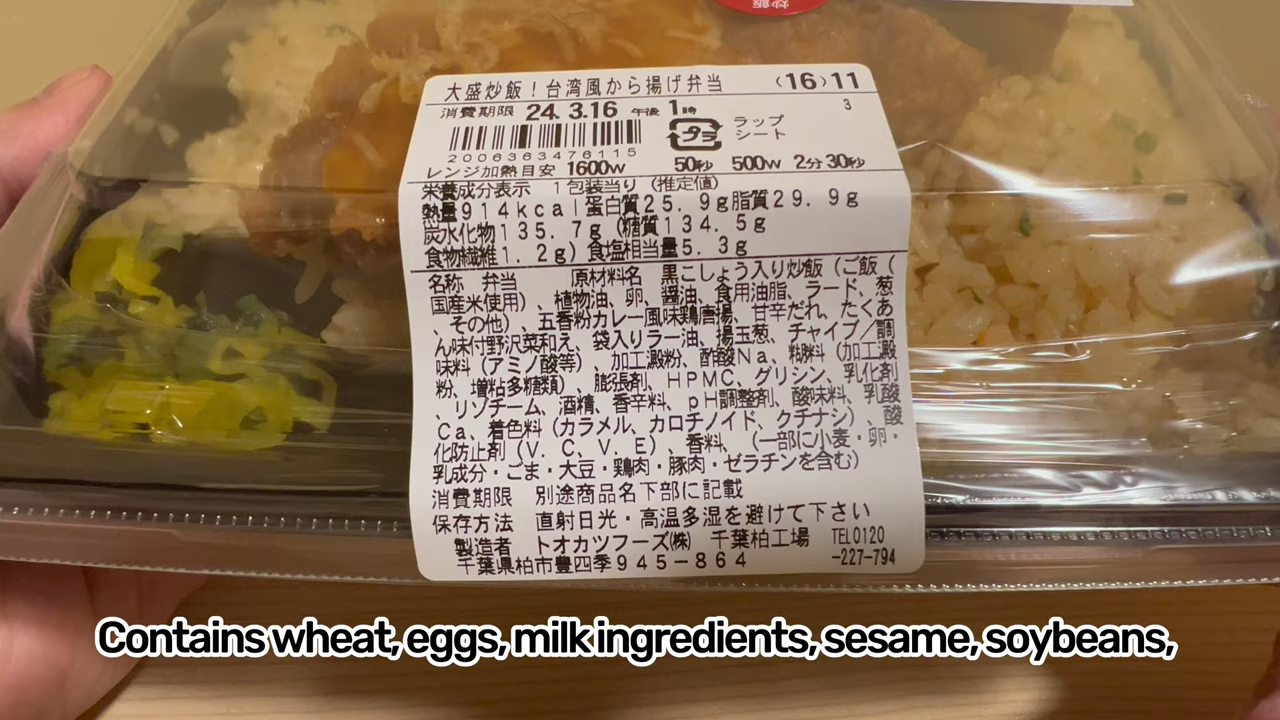 炒飯
大盛炒飯！台湾風から揚げ弁当 (16)11
消費期限 24. 3.16 午後 1時 3
ラップ
シート
2006363476115
レンジ加熱目安 1600W 50秒 500W 2分30秒
栄養成分表示 1包装当り (推定値)
熱量914kcal蛋白質25.9g脂質29.9g
炭水化物135.7g (糖質134.5g
食物繊維1.2g) 食塩相当量5.3g
名称 弁当 原材料名 黒こしょう入り炒飯 (ご飯 (
国産米使用)、植物油、卵、醤油、食用油脂、ラード、葱
、その他)、五香粉カレー風味鶏唐揚、甘辛だれ、たくあ
ん味付野沢菜和え、袋入りラー油、揚玉葱、チャイブ／調
味料 (アミノ酸等)、加工澱粉、酢酸Na、糊料 (加工澱
粉、増粘多糖類)、膨張剤、HPMC、グリシン、乳化剤
、リゾチーム、酒精、香辛料、pH調整剤、酸味料、乳酸
Ca、着色料 (カラメル、カロチノイド、クチナシ)、酸
化防止剤 (V. C、V. E)、香料、(一部に小麦・卵・
乳成分・ごま・大豆・鶏肉・豚肉・ゼラチンを含む)
消費期限 別途商品名下部に記載
保存方法 直射日光・高温多湿を避けて下さい
製造者 トオカツフーズ㈱ 千葉柏工場 TEL0120
千葉県柏市豊四季945-864 -227-794
Contains wheat, eggs, milk ingredients, sesame, soybeans,